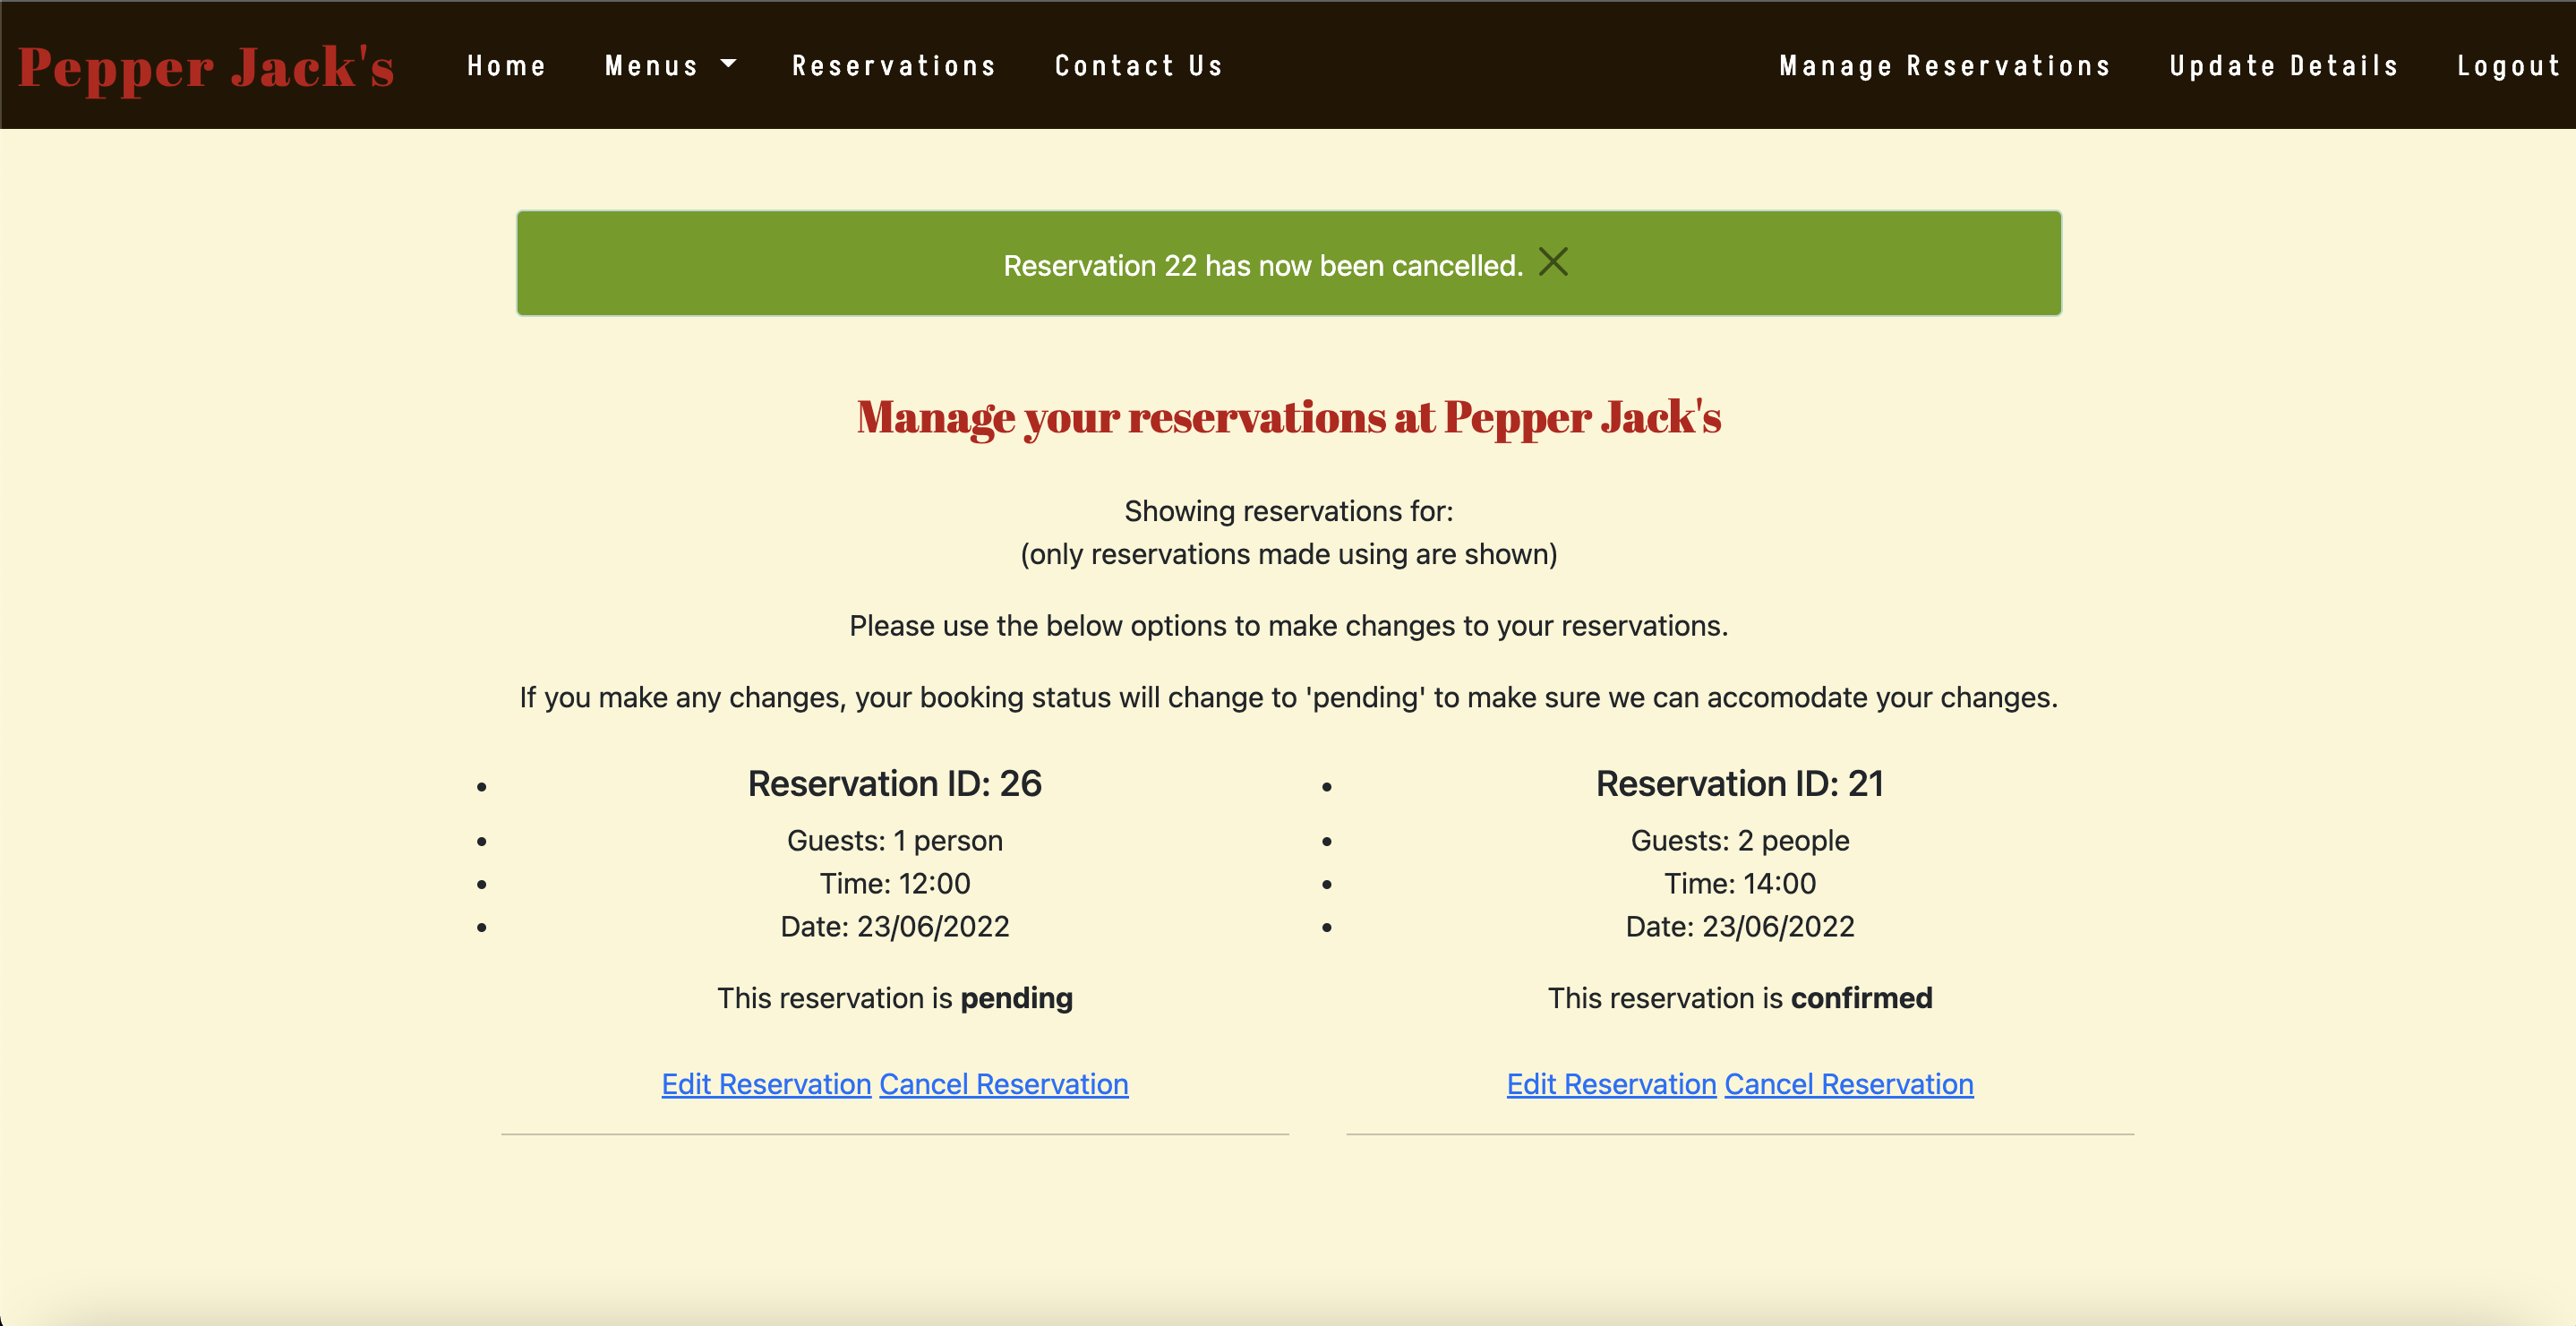 Pepper Jack's Home Menus Reservations Contact Us Manage Reservations Update Details Logout
Reservation 22 has now been cancelled.
Manage your reservations at Pepper Jack's
Showing reservations for:
(only reservations made using are shown)
Please use the below options to make changes to your reservations.
If you make any changes, your booking status will change to 'pending' to make sure we can accomodate your changes.
Reservation ID: 26
Guests: 1 person
Time: 12:00
Date: 23/06/2022
This reservation is pending
Edit Reservation Cancel Reservation
Reservation ID: 21
Guests: 2 people
Time: 14:00
Date: 23/06/2022
This reservation is confirmed
Edit Reservation Cancel Reservation